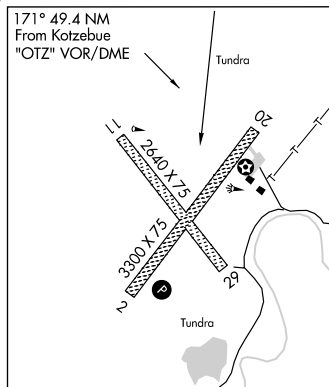 171° 49.4 NM
From Kotzebue
"OTZ" VOR/DME
Tundra
20
11
2640 X 75
3300 X 75
29
2
P
Tundra
T
T
T